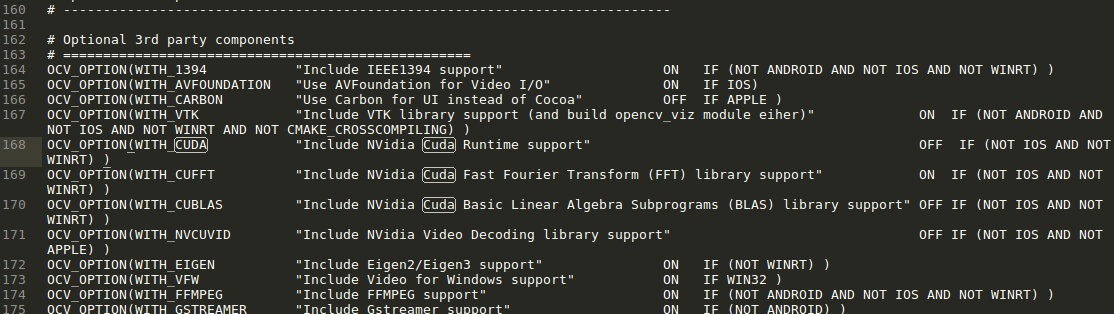 160 # ----------------------------------------------------------------------------
161
162 # Optional 3rd party components
163 # ===================================================
164 OCV_OPTION(WITH_1394 "Include IEEE1394 support" ON IF (NOT ANDROID AND NOT IOS AND NOT WINRT) )
165 OCV_OPTION(WITH_AVFOUNDATION "Use AVFoundation for Video I/O" ON IF IOS)
166 OCV_OPTION(WITH_CARBON "Use Carbon for UI instead of Cocoa" OFF IF APPLE )
167 OCV_OPTION(WITH_VTK "Include VTK library support (and build opencv_viz module eiher)" ON IF (NOT ANDROID AND
NOT IOS AND NOT WINRT AND NOT CMAKE_CROSSCOMPILING) )
168 OCV_OPTION(WITH_CUDA "Include NVidia Cuda Runtime support" OFF IF (NOT IOS AND NOT
WINRT) )
169 OCV_OPTION(WITH_CUFFT "Include NVidia Cuda Fast Fourier Transform (FFT) library support" ON IF (NOT IOS AND NOT
WINRT) )
170 OCV_OPTION(WITH_CUBLAS "Include NVidia Cuda Basic Linear Algebra Subprograms (BLAS) library support" OFF IF (NOT IOS AND NOT
WINRT) )
171 OCV_OPTION(WITH_NVCUVID "Include NVidia Video Decoding library support" OFF IF (NOT IOS AND NOT
APPLE) )
172 OCV_OPTION(WITH_EIGEN "Include Eigen2/Eigen3 support" ON IF (NOT WINRT) )
173 OCV_OPTION(WITH_VFW "Include Video for Windows support" ON IF WIN32 )
174 OCV_OPTION(WITH_FFMPEG "Include FFMPEG support" ON IF (NOT ANDROID AND NOT IOS AND NOT WINRT) )
175 OCV_OPTION(WITH_GSTREAMER "Include Gstreamer support" ON IF (NOT ANDROID) )